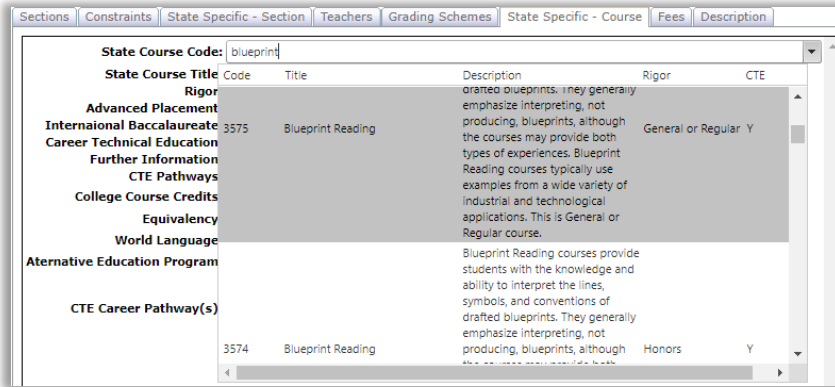 Sections Constraints State Specific - Section Teachers Grading Schemes State Specific - Course Fees Description
State Course Code: blueprint
State Course Title
Rigor
Advanced Placement
Internaional Baccalaureate
Career Technical Education
Further Information
CTE Pathways
College Course Credits
Equivalency
World Language
Aternative Education Program
CTE Career Pathway(s)
Code Title Description Rigor CTE
drafted blueprints. They generally
emphasize interpreting, not
3575 Blueprint Reading producing, blueprints, although General or Regular Y
the courses may provide both
types of experiences. Blueprint
Reading courses typically use
examples from a wide variety of
industrial and technological
applications. This is General or
Regular course.
Blueprint Reading courses provide
students with the knowledge and
ability to interpret the lines,
symbols, and conventions of
drafted blueprints. They generally
emphasize interpreting, not
3574 Blueprint Reading producing, blueprints, although Honors Y
the courses may provide both